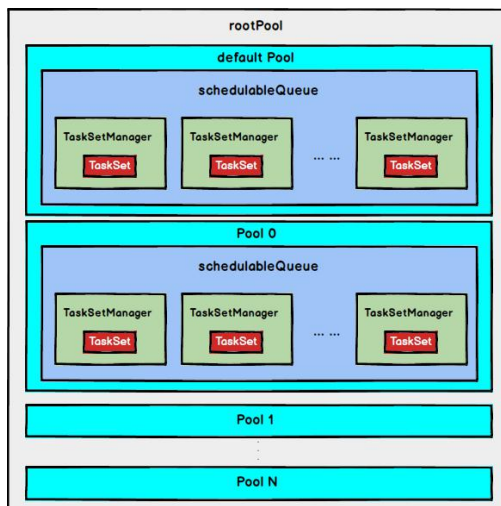 rootPool
default Pool
schedulableQueue
TaskSetManager TaskSetManager TaskSetManager
TaskSet TaskSet ... ... TaskSet
Pool 0
schedulableQueue
TaskSetManager TaskSetManager TaskSetManager
TaskSet TaskSet ... ... TaskSet
Pool 1
Pool N